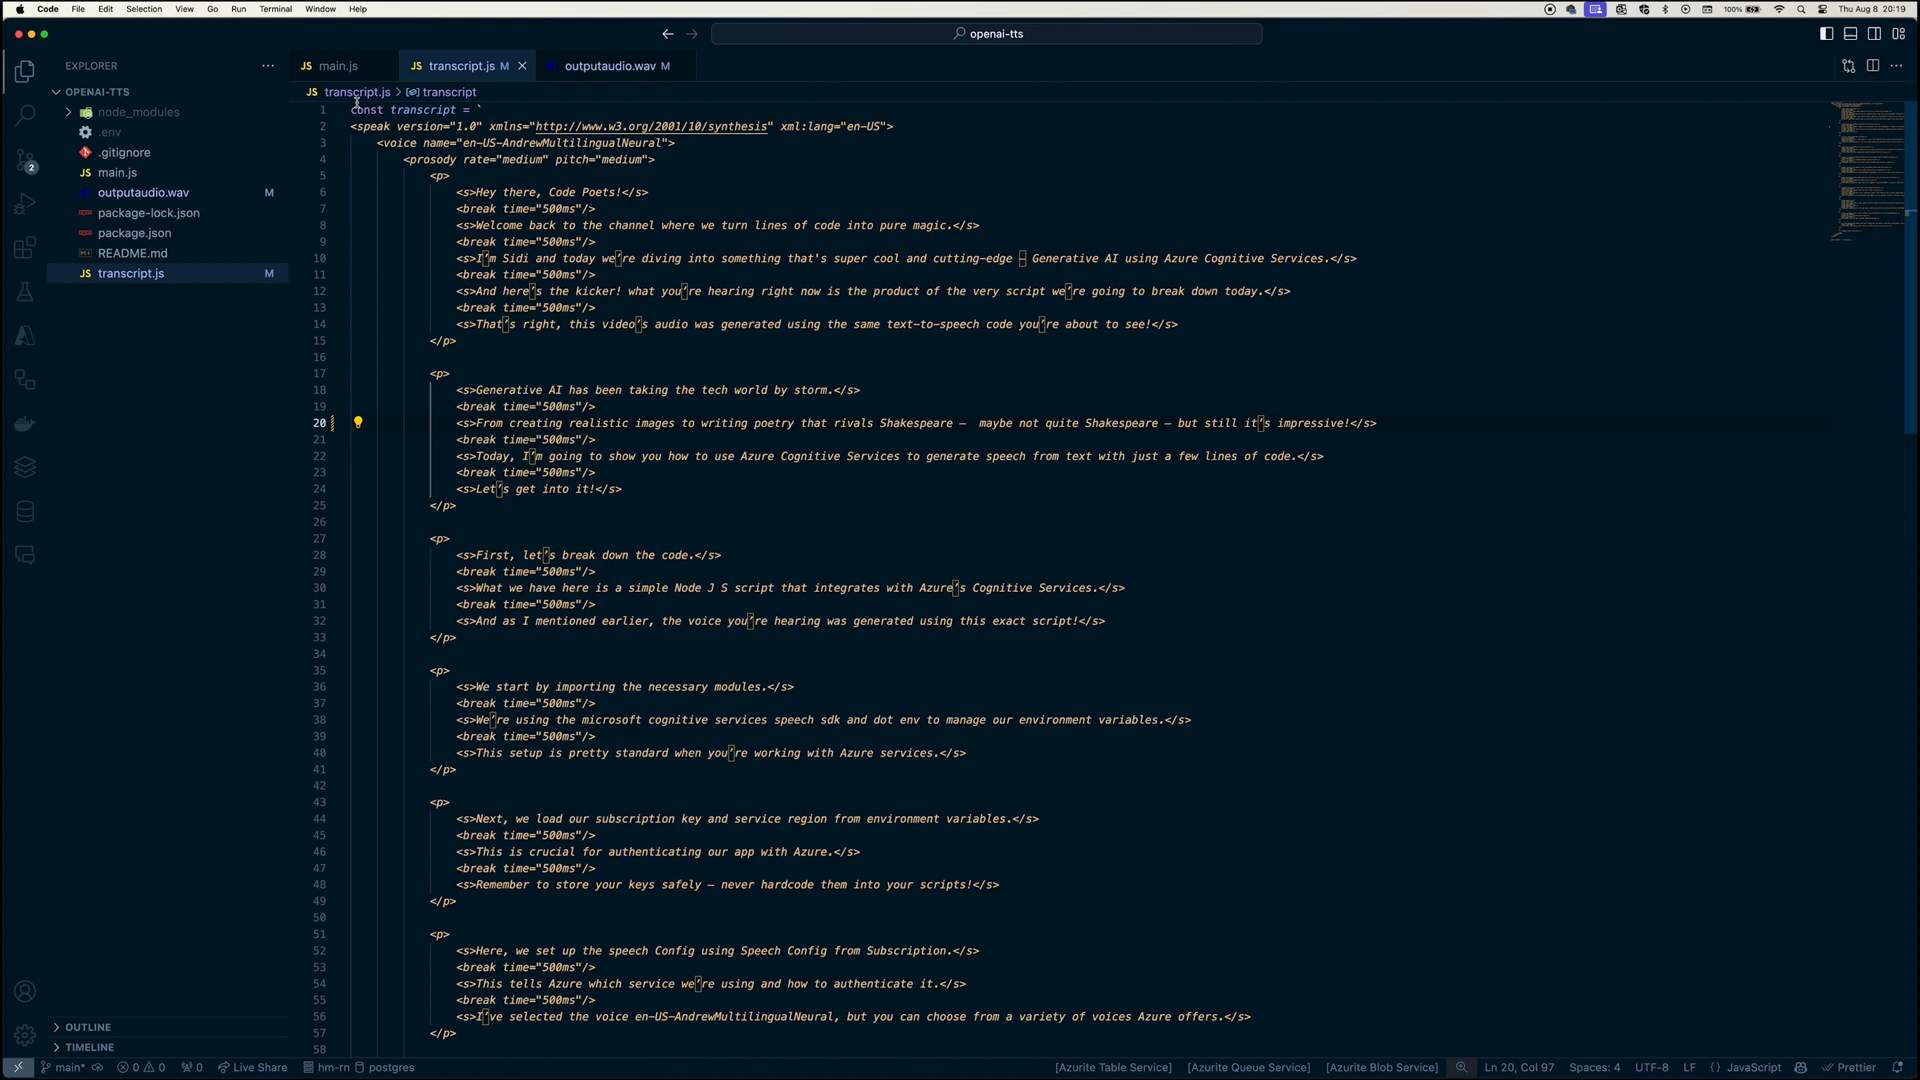 Code File Edit Selection View Go Run Terminal Window Help
100% Thu Aug 8 20:19
openai-tts
EXPLORER
JS main.js
JS transcript.js M
outputaudio.wav M
OPENAI-TTS
JS transcript.js > transcript
node_modules
.env
.gitignore
JS main.js
outputaudio.wav M
package-lock.json
package.json
README.md
JS transcript.js M
2
1 const transcript = `
2 <speak version="1.0" xmlns="http://www.w3.org/2001/10/synthesis" xml:lang="en-US">
3 <voice name="en-US-AndrewMultilingualNeural">
4 <prosody rate="medium" pitch="medium">
5 <p>
6 <s>Hey there, Code Poets!</s>
7 <break time="500ms"/>
8 <s>Welcome back to the channel where we turn lines of code into pure magic.</s>
9 <break time="500ms"/>
10 <s>I’m Sidi and today we’re diving into something that's super cool and cutting-edge – Generative AI using Azure Cognitive Services.</s>
11 <break time="500ms"/>
12 <s>And here’s the kicker! what you’re hearing right now is the product of the very script we’re going to break down today.</s>
13 <break time="500ms"/>
14 <s>That’s right, this video’s audio was generated using the same text-to-speech code you’re about to see!</s>
15 </p>
16
17 <p>
18 <s>Generative AI has been taking the tech world by storm.</s>
19 <break time="500ms"/>
20 <s>From creating realistic images to writing poetry that rivals Shakespeare —  maybe not quite Shakespeare — but still it’s impressive!</s>
21 <break time="500ms"/>
22 <s>Today, I’m going to show you how to use Azure Cognitive Services to generate speech from text with just a few lines of code.</s>
23 <break time="500ms"/>
24 <s>Let’s get into it!</s>
25 </p>
26
27 <p>
28 <s>First, let’s break down the code.</s>
29 <break time="500ms"/>
30 <s>What we have here is a simple Node J S script that integrates with Azure’s Cognitive Services.</s>
31 <break time="500ms"/>
32 <s>And as I mentioned earlier, the voice you’re hearing was generated using this exact script!</s>
33 </p>
34
35 <p>
36 <s>We start by importing the necessary modules.</s>
37 <break time="500ms"/>
38 <s>We’re using the microsoft cognitive services speech sdk and dot env to manage our environment variables.</s>
39 <break time="500ms"/>
40 <s>This setup is pretty standard when you’re working with Azure services.</s>
41 </p>
42
43 <p>
44 <s>Next, we load our subscription key and service region from environment variables.</s>
45 <break time="500ms"/>
46 <s>This is crucial for authenticating our app with Azure.</s>
47 <break time="500ms"/>
48 <s>Remember to store your keys safely — never hardcode them into your scripts!</s>
49 </p>
50
51 <p>
52 <s>Here, we set up the speech Config using Speech Config from Subscription.</s>
53 <break time="500ms"/>
54 <s>This tells Azure which service we’re using and how to authenticate it.</s>
55 <break time="500ms"/>
56 <s>I’ve selected the voice en-US-AndrewMultilingualNeural, but you can choose from a variety of voices Azure offers.</s>
57 </p>
58
OUTLINE
TIMELINE
main* 0 0 0 Live Share hm-rn postgres
[Azurite Table Service] [Azurite Queue Service] [Azurite Blob Service] Ln 20, Col 97 Spaces: 4 UTF-8 LF {} JavaScript Prettier